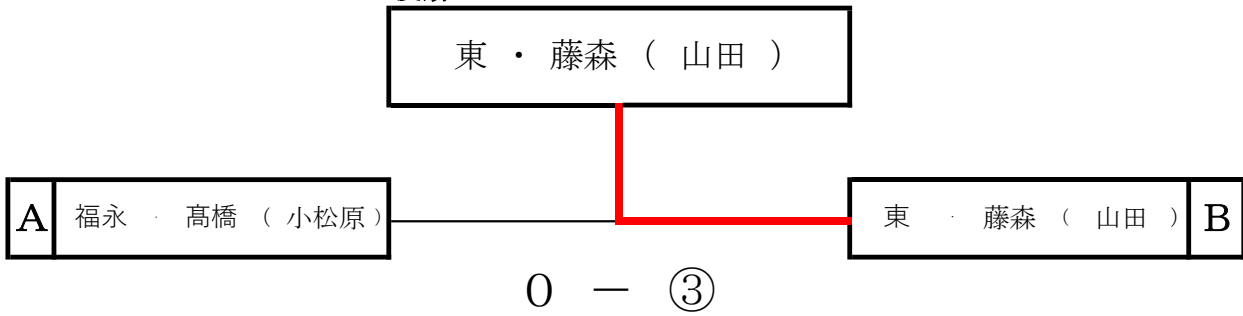 東 ・ 藤森 ( 山田 )
A 福永 ・ 髙橋 ( 小松原 )
東 ・ 藤森 ( 山田 ) B
0 － ③